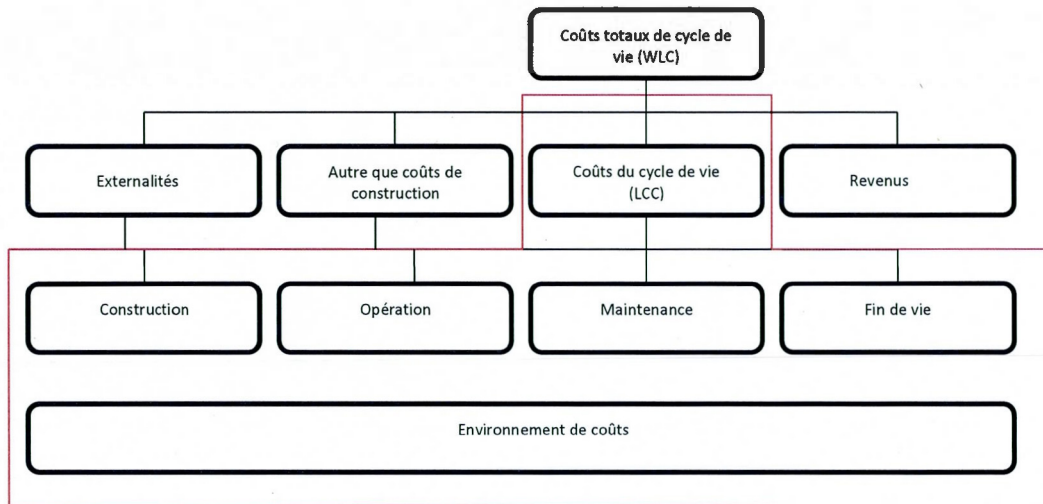 Coûts totaux de cycle de
vie (WLC)
Externalités
Autre que coûts de
construction
Coûts du cycle de vie
(LCC)
Revenus
Construction
Opération
Maintenance
Fin de vie
Environnement de coûts